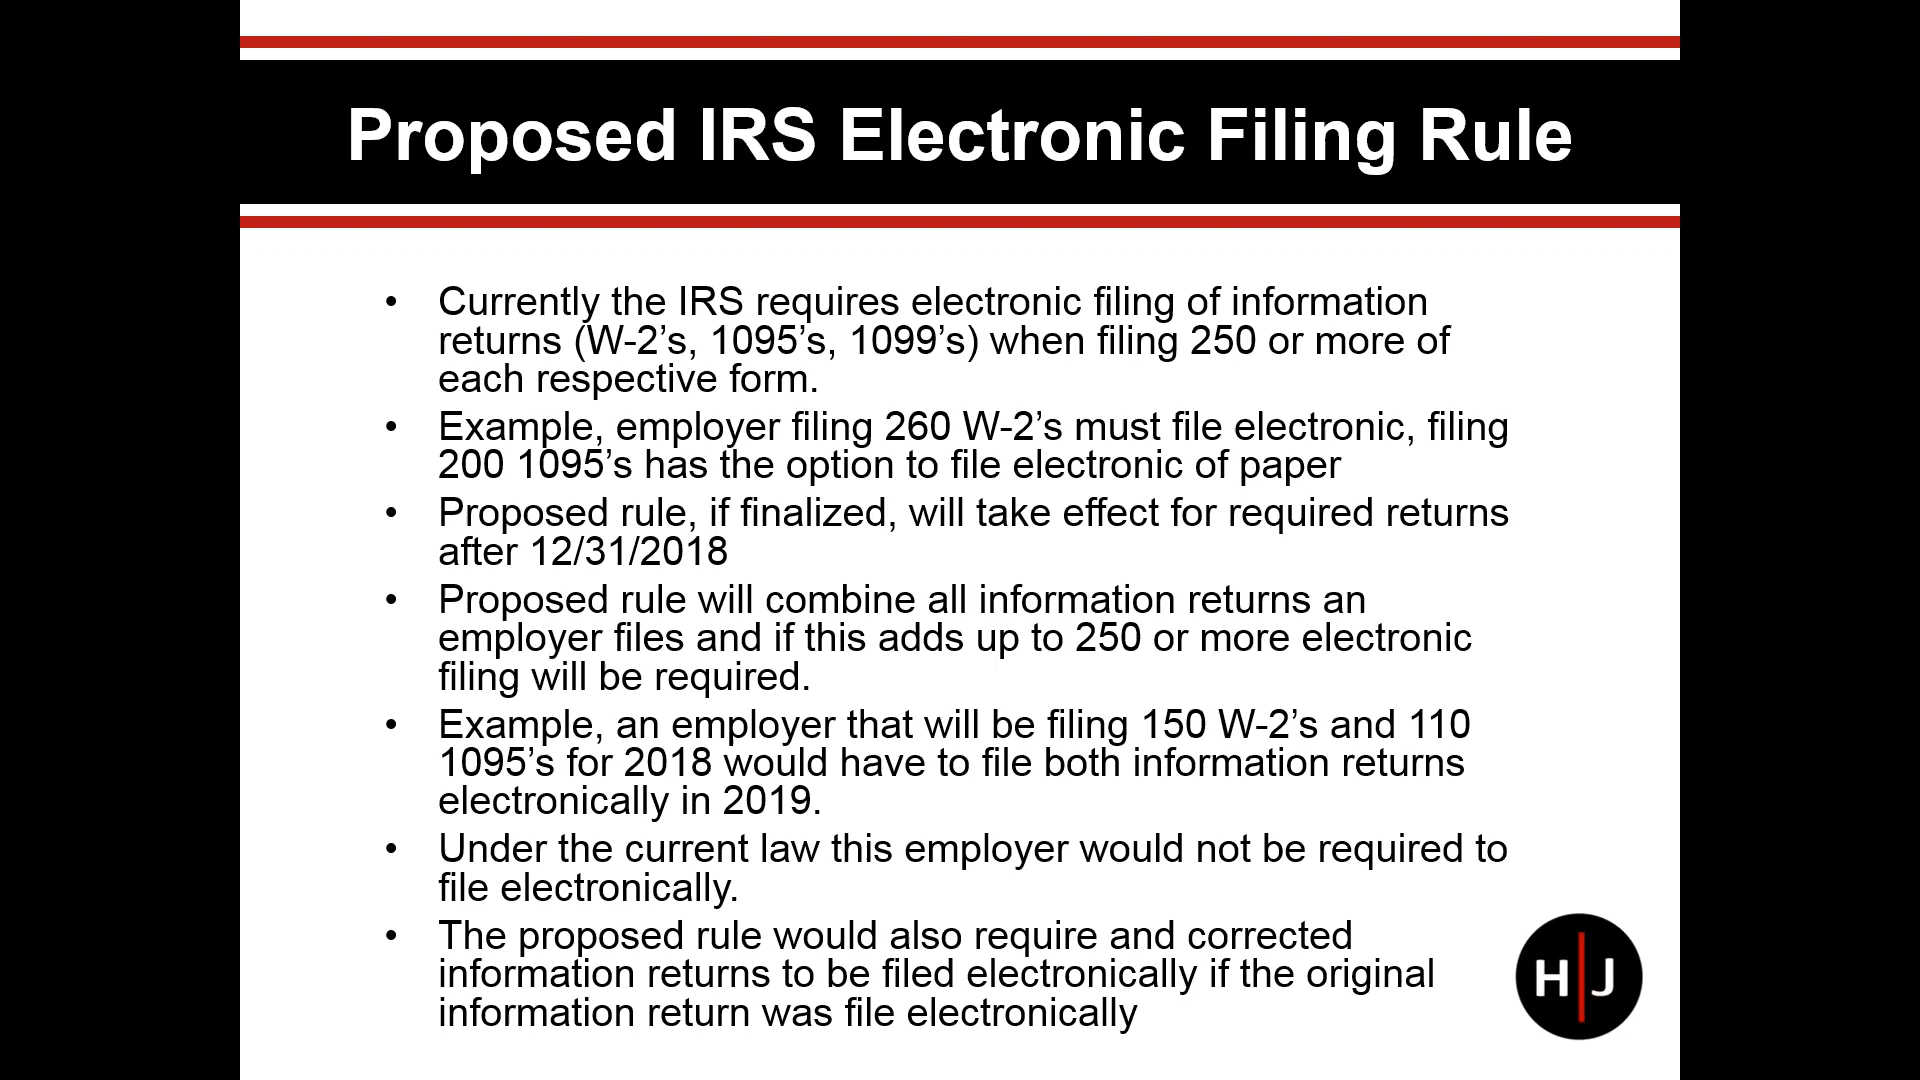 Proposed IRS Electronic Filing Rule
• Currently the IRS requires electronic filing of information
returns (W-2’s, 1095’s, 1099’s) when filing 250 or more of
each respective form.
• Example, employer filing 260 W-2’s must file electronic, filing
200 1095’s has the option to file electronic of paper
• Proposed rule, if finalized, will take effect for required returns
after 12/31/2018
• Proposed rule will combine all information returns an
employer files and if this adds up to 250 or more electronic
filing will be required.
• Example, an employer that will be filing 150 W-2’s and 110
1095’s for 2018 would have to file both information returns
electronically in 2019.
• Under the current law this employer would not be required to
file electronically.
• The proposed rule would also require and corrected
information returns to be filed electronically if the original
information return was file electronically
H|J